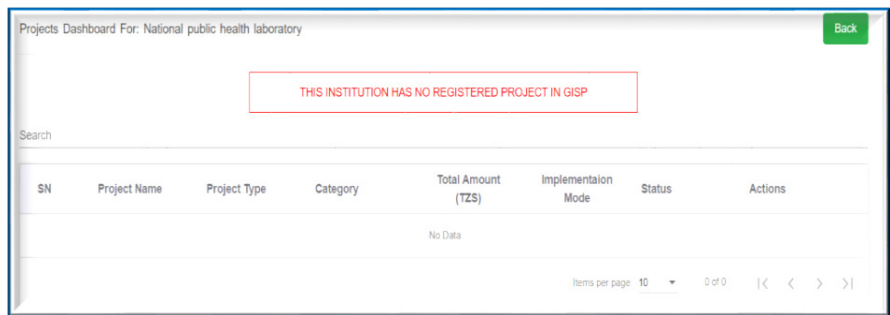 Projects Dashboard For: National public health laboratory
Back
THIS INSTITUTION HAS NO REGISTERED PROJECT IN GISP
Search
SN Project Name Project Type Category Total Amount (TZS) Implementaion Mode Status Actions
No Data
Items per page 10 0 of 0